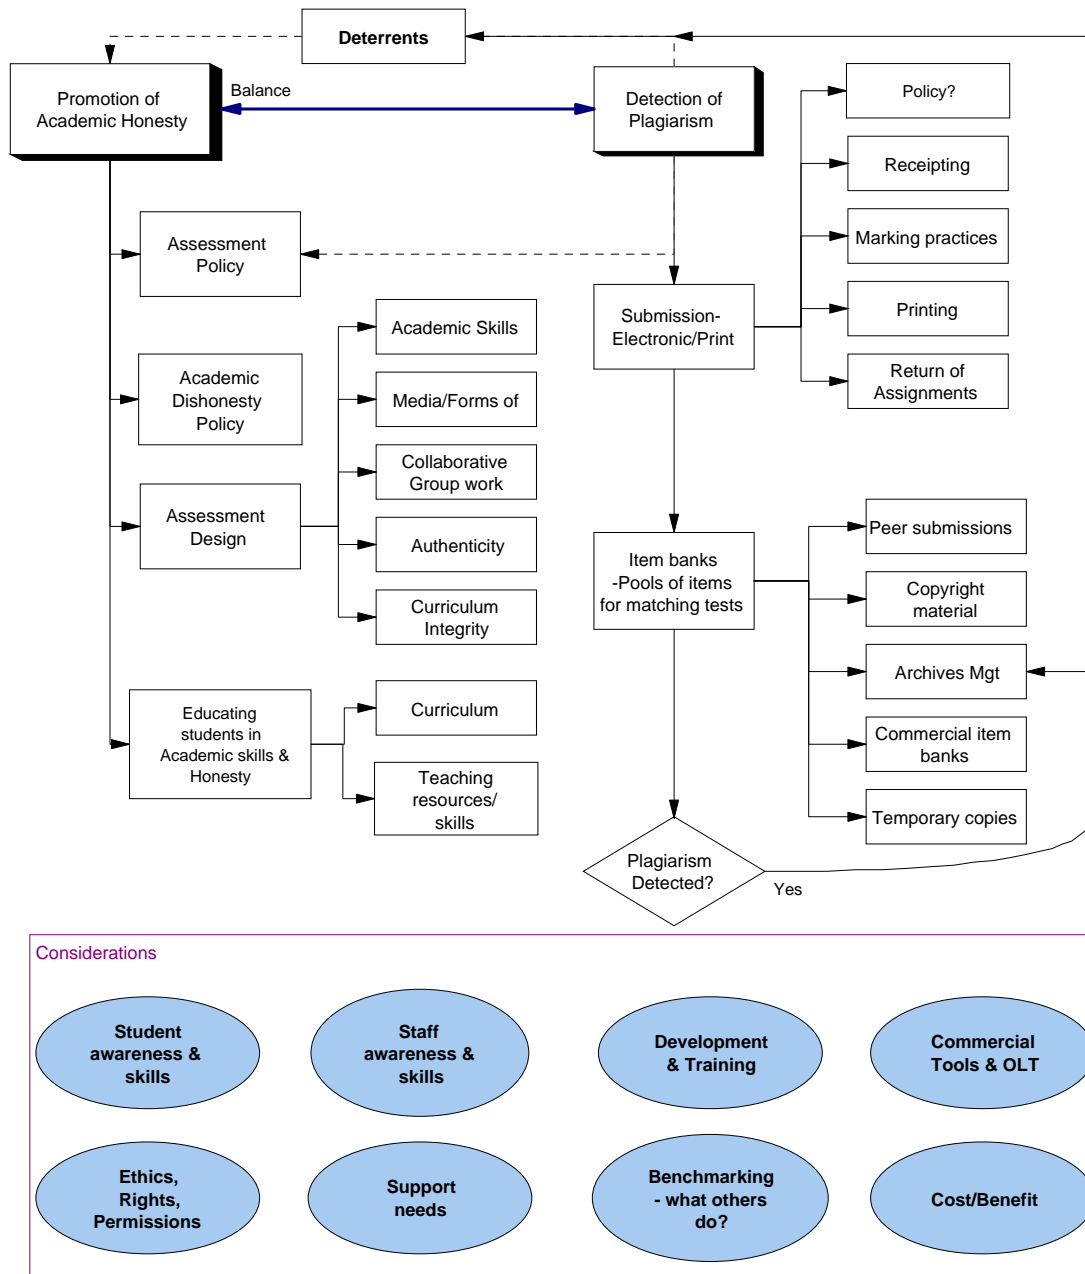 Deterrents
Promotion of
Academic Honesty
Balance
Detection of
Plagiarism
Policy?
Receipting
Marking practices
Printing
Return of
Assignments
Assessment
Policy
Submission-
Electronic/Print
Academic
Dishonesty
Policy
Academic Skills
Media/Forms of
Collaborative
Group work
Authenticity
Curriculum
Integrity
Assessment
Design
Item banks
-Pools of items
for matching tests
Peer submissions
Copyright
material
Archives Mgt
Commercial item
banks
Temporary copies
Educating
students in
Academic skills &
Honesty
Curriculum
Teaching
resources/
skills
Plagiarism
Detected?
Yes
Considerations
Student
awareness &
skills
Staff
awareness &
skills
Development
& Training
Commercial
Tools & OLT
Ethics,
Rights,
Permissions
Support
needs
Benchmarking
- what others
do?
Cost/Benefit